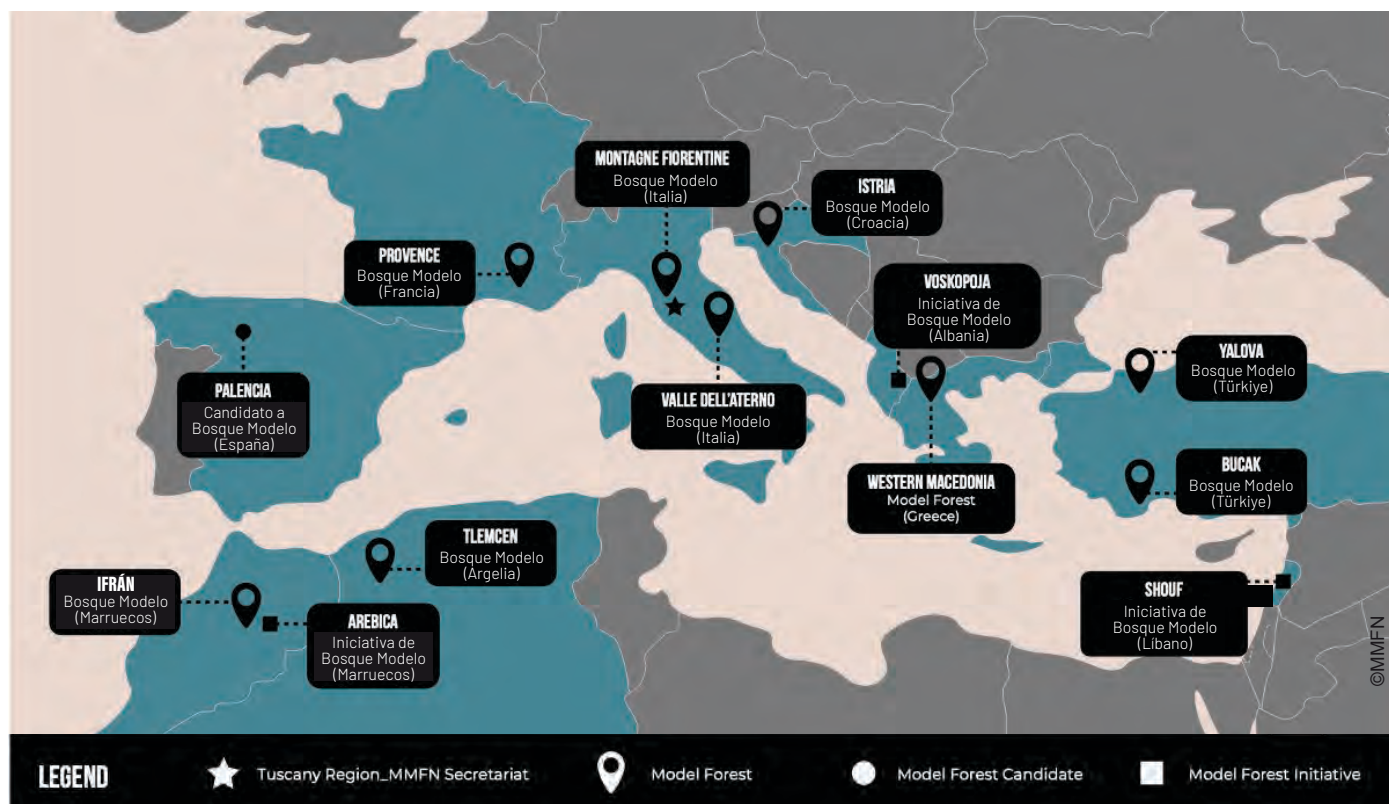 MONTAGNE FIORENTINE
Bosque Modelo
(Italia)
ISTRIA
Bosque Modelo
(Croacia)
PROVENCE
Bosque Modelo
(Francia)
VOSKOPOJA
Iniciativa de
Bosque Modelo
(Albania)
YALOVA
Bosque Modelo
(Türkiye)
PALENCIA
Candidato a
Bosque Modelo
(España)
VALLE DELL'ATERNO
Bosque Modelo
(Italia)
WESTERN MACEDONIA
Model Forest
(Greece)
BUCAK
Bosque Modelo
(Türkiye)
TLEMCEN
Bosque Modelo
(Argelia)
IFRÁN
Bosque Modelo
(Marruecos)
AREBICA
Iniciativa de
Bosque Modelo
(Marruecos)
SHOUF
Iniciativa de
Bosque Modelo
(Líbano)
©MMFN
LEGEND
Tuscany Region_MMFN Secretariat
Model Forest
Model Forest Candidate
Model Forest Initiative